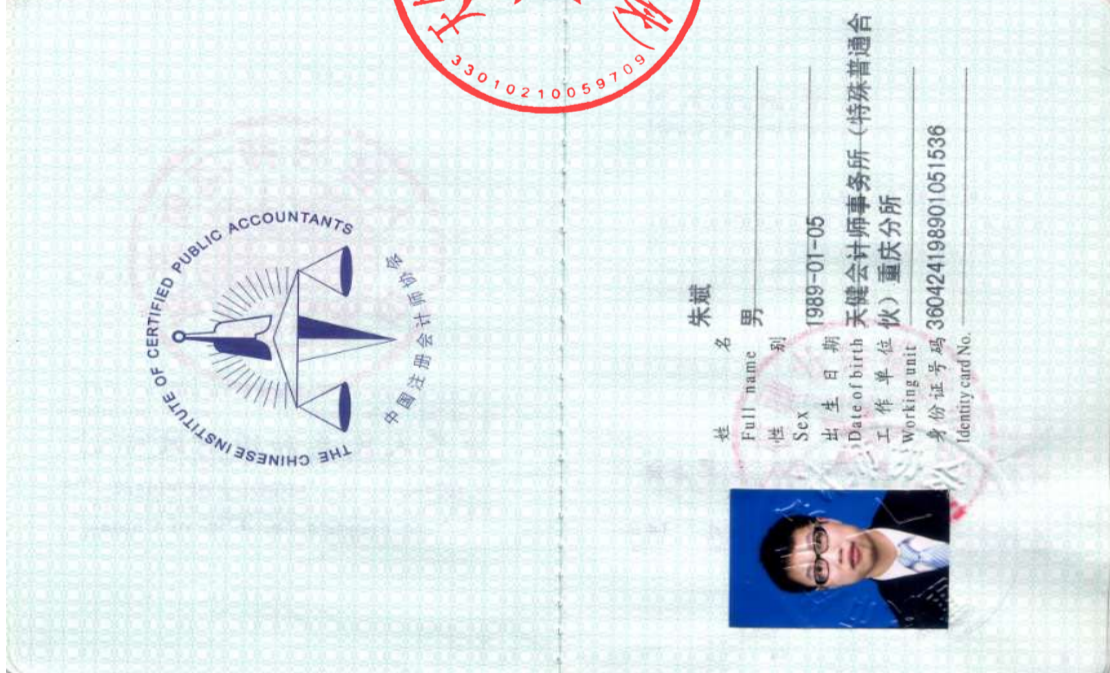 THE CHINESE INSTITUTE OF CERTIFIED PUBLIC ACCOUNTANTS
中国注册会计师协会
33010210059709
姓 名 朱斌
Full name
性 别 男
Sex
出 生 日 期 1989-01-05
Date of birth
工 作 单 位 天健会计师事务所（特殊普通合
伙）重庆分所
Working unit
身 份 证 号 码 360424198901051536
Identity card No.